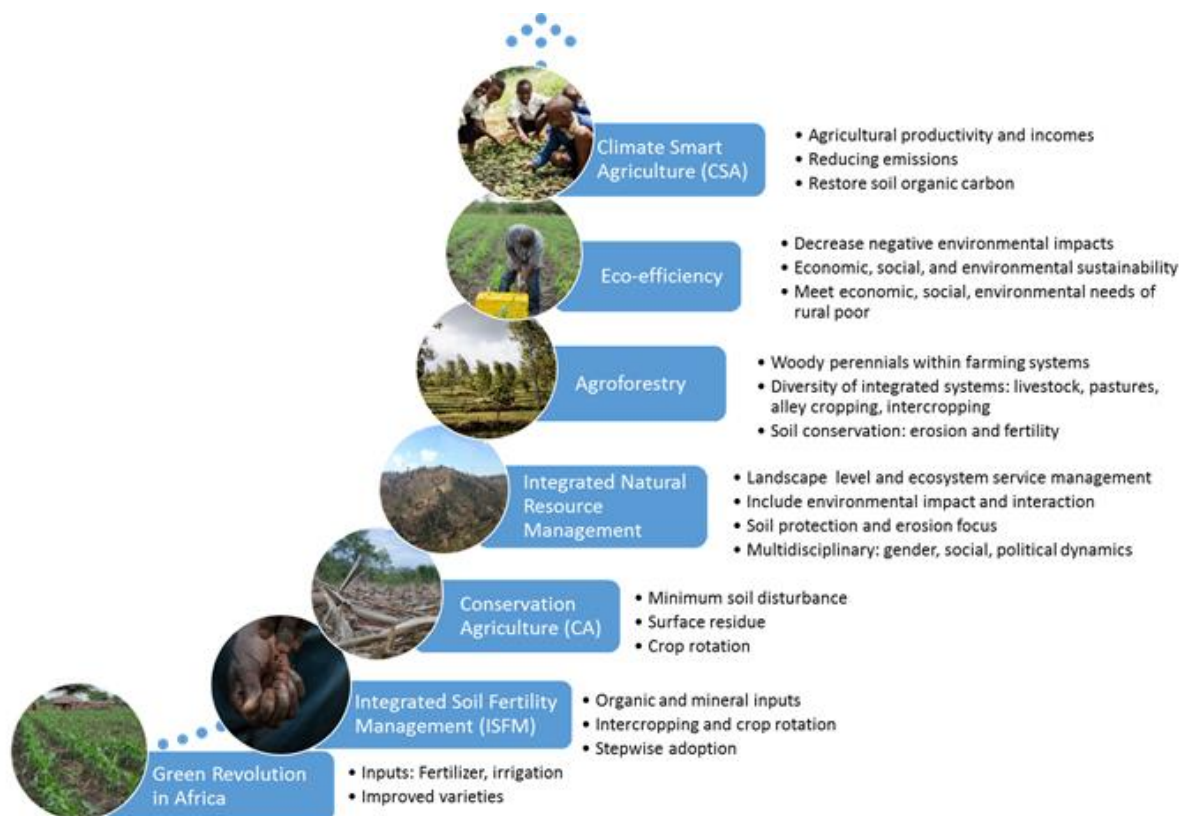 Climate Smart
Agriculture (CSA)
• Agricultural productivity and incomes
• Reducing emissions
• Restore soil organic carbon
Eco-efficiency
• Decrease negative environmental impacts
• Economic, social, and environmental sustainability
• Meet economic, social, environmental needs of
rural poor
Agroforestry
• Woody perennials within farming systems
• Diversity of integrated systems: livestock, pastures,
alley cropping, intercropping
• Soil conservation: erosion and fertility
Integrated Natural
Resource
Management
• Landscape level and ecosystem service management
• Include environmental impact and interaction
• Soil protection and erosion focus
• Multidisciplinary: gender, social, political dynamics
Conservation
Agriculture (CA)
• Minimum soil disturbance
• Surface residue
• Crop rotation
Integrated Soil Fertility
Management (ISFM)
• Organic and mineral inputs
• Intercropping and crop rotation
• Stepwise adoption
Green Revolution
in Africa
• Inputs: Fertilizer, irrigation
• Improved varieties